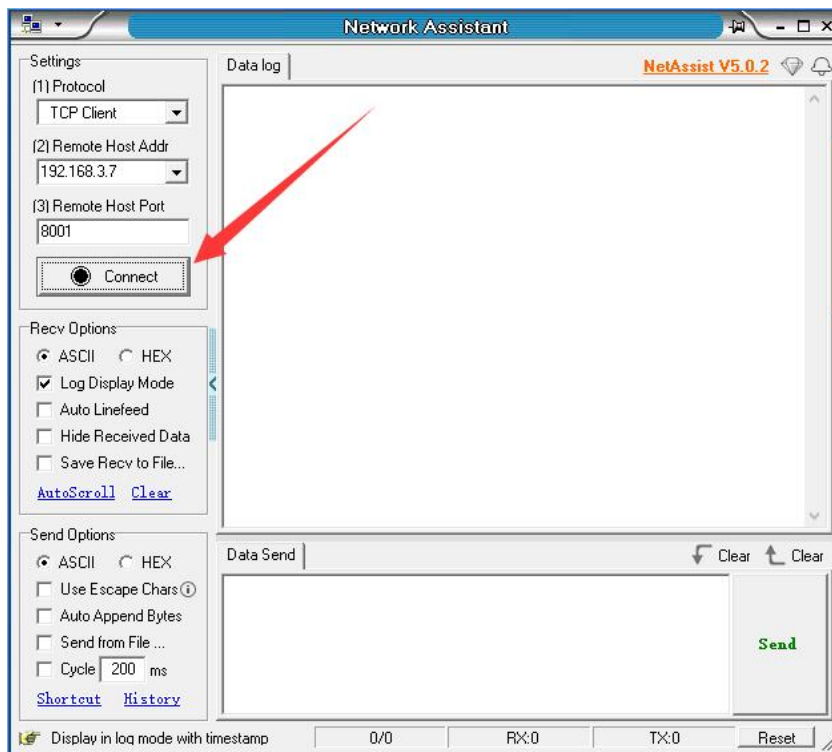 Network Assistant
Settings
(1) Protocol
TCP Client
(2) Remote Host Addr
192.168.3.7
(3) Remote Host Port
8001
Connect
Recv Options
ASCII HEX
Log Display Mode
Auto Linefeed
Hide Received Data
Save Recv to File...
AutoScroll Clear
Send Options
ASCII HEX
Use Escape Chars
Auto Append Bytes
Send from File ...
Cycle 200 ms
Shortcut History
Data log NetAssist V5.0.2
Data Send Clear Clear
Send
Display in log mode with timestamp 0/0 RX:0 TX:0 Reset